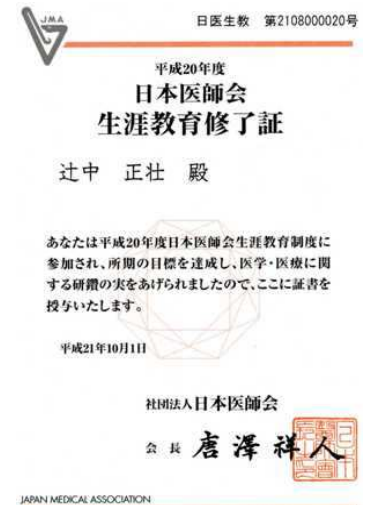 JMA
日医生教 第2108000020号
平成20年度
日本医師会
生涯教育修了証
辻中 正壮 殿
あなたは平成20年度日本医師会生涯教育制度に
参加され、所期の目標を達成し、医学・医療に関
する研鑽の実をあげられましたので、ここに証書を
授与いたします。
平成21年10月1日
社団法人日本医師会
会長 唐澤祥人
JAPAN MEDICAL ASSOCIATION